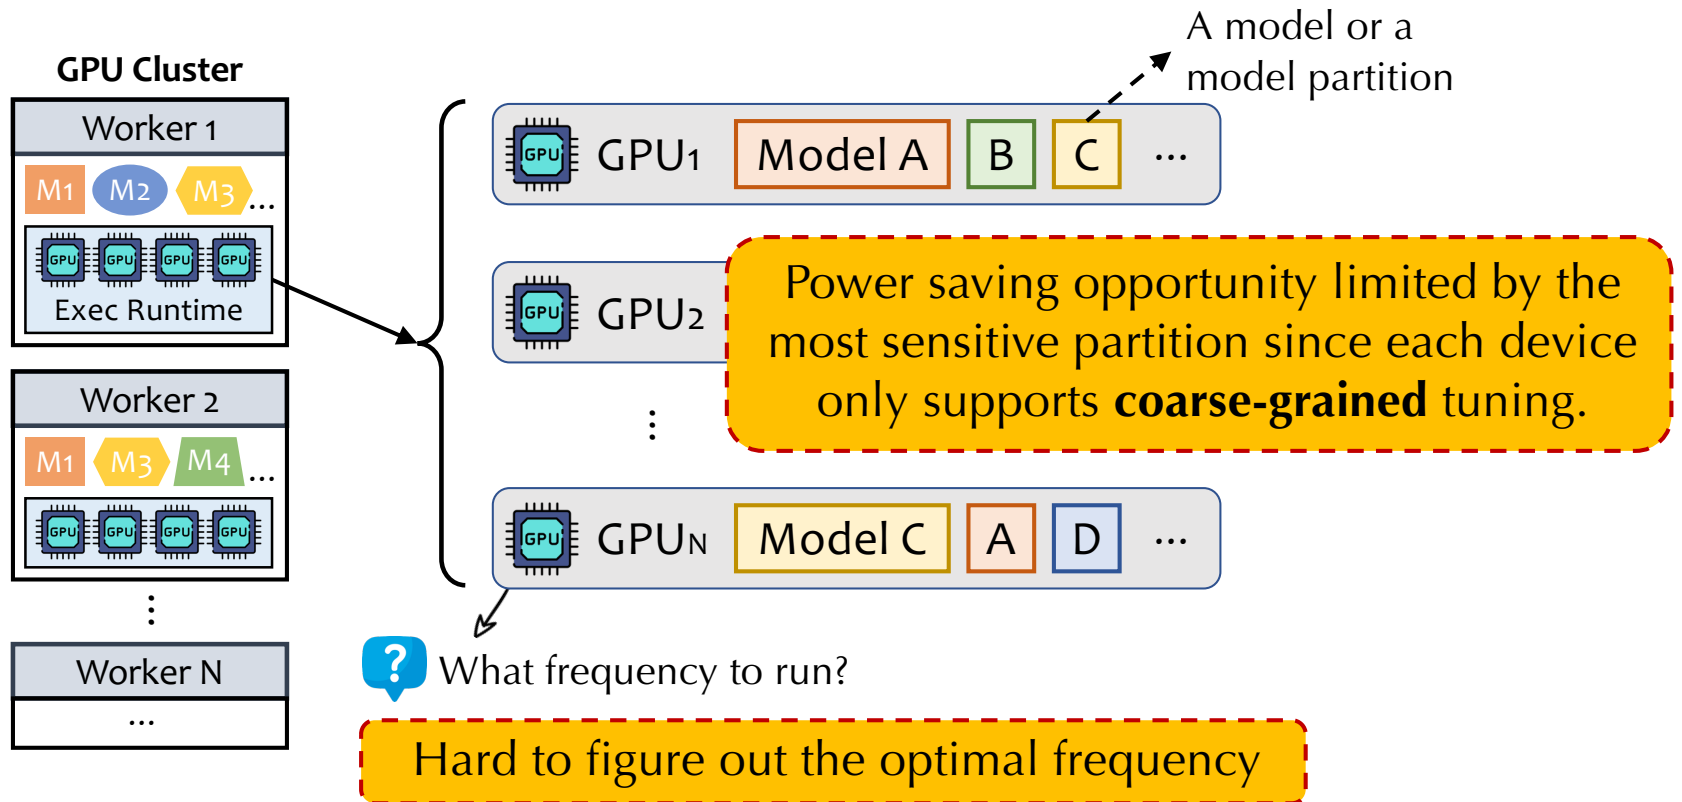 GPU Cluster
Worker 1
M1 M2 M3 ...
GPU GPU GPU GPU
Exec Runtime
Worker 2
M1 M3 M4 ...
GPU GPU GPU GPU
⋮
Worker N
...
A model or a
model partition
GPU GPU1 Model A B C ...
GPU GPU2
Power saving opportunity limited by the
most sensitive partition since each device
only supports coarse-grained tuning.
⋮
GPU GPUN Model C A D ...
? What frequency to run?
Hard to figure out the optimal frequency